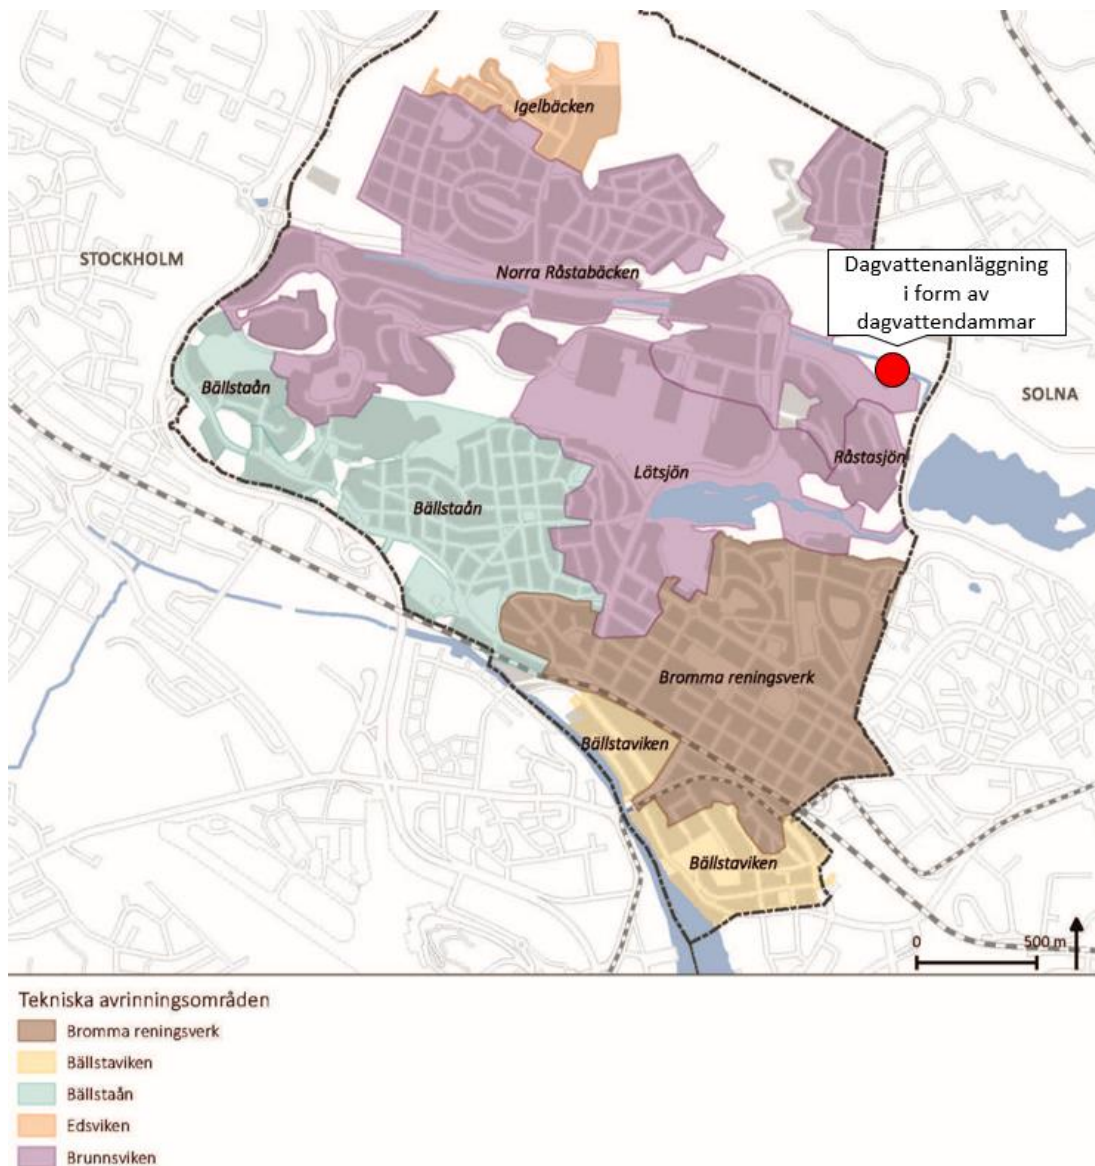 Igelbäcken
STOCKHOLM
Norra Råstabäcken
Dagvattenanläggning
i form av
dagvattendammar
Bällstaån
SOLNA
Råstasjön
Lötsjön
Bällstaån
Bromma reningsverk
Bällstaviken
Bällstaviken
0
500 m
Tekniska avrinningsområden
Bromma reningsverk
Bällstaviken
Bällstaån
Edsviken
Brunnsviken